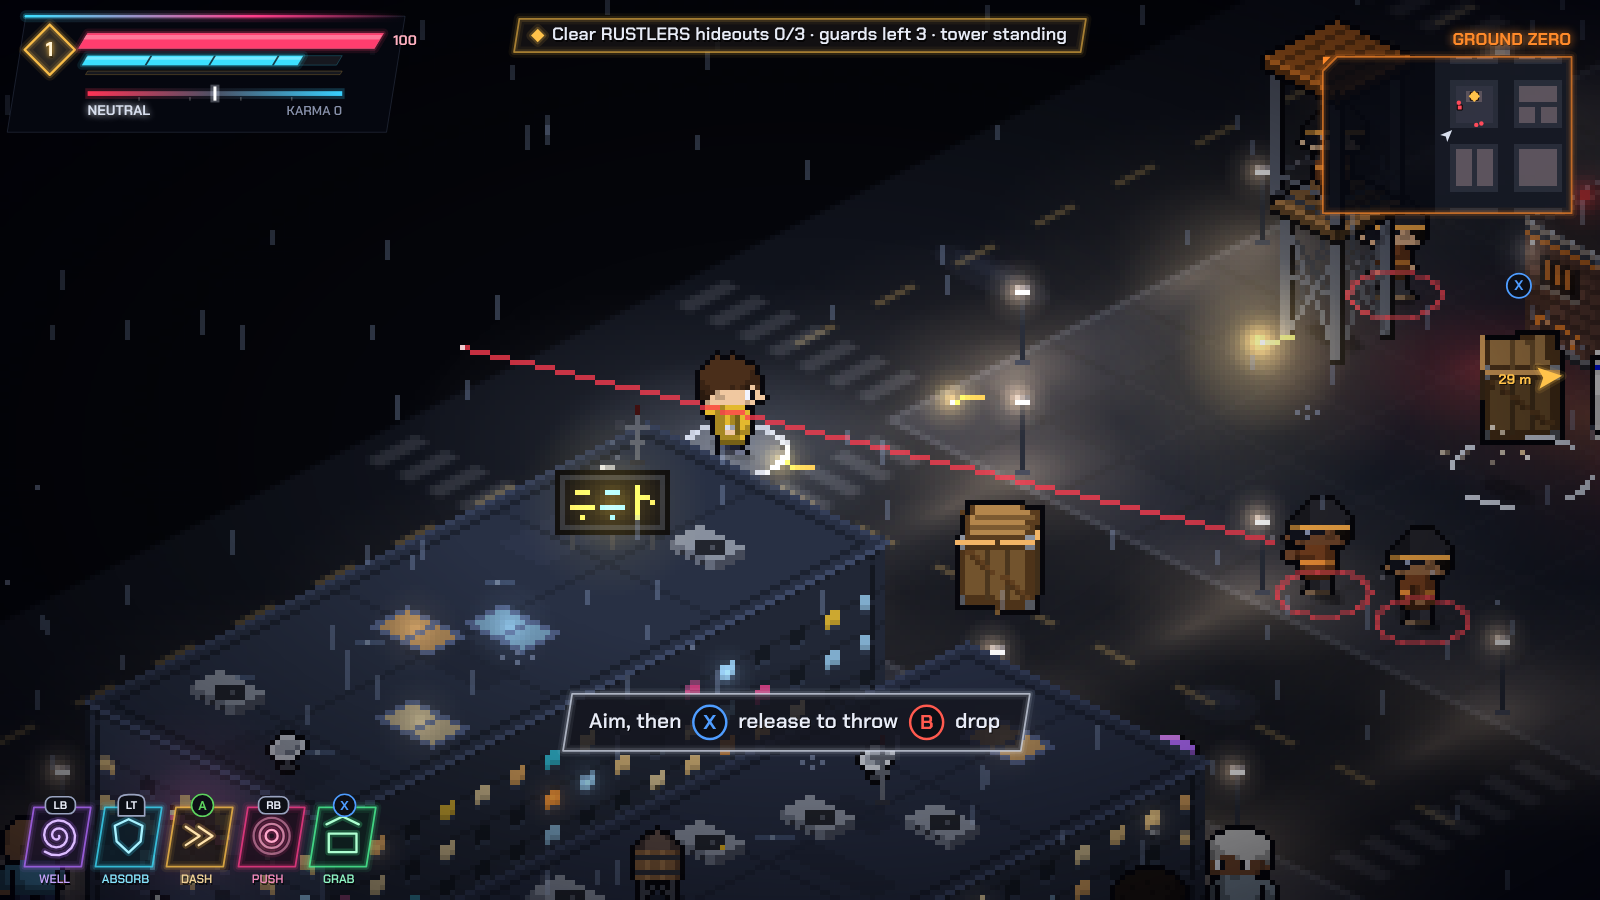 1
100
NEUTRAL
KARMA 0
Clear RUSTLERS hideouts 0/3 · guards left 3 · tower standing
GROUND ZERO
X
29 m
Aim, then X release to throw B drop
LB
LT
A
RB
X
WELL
ABSORB
DASH
PUSH
GRAB